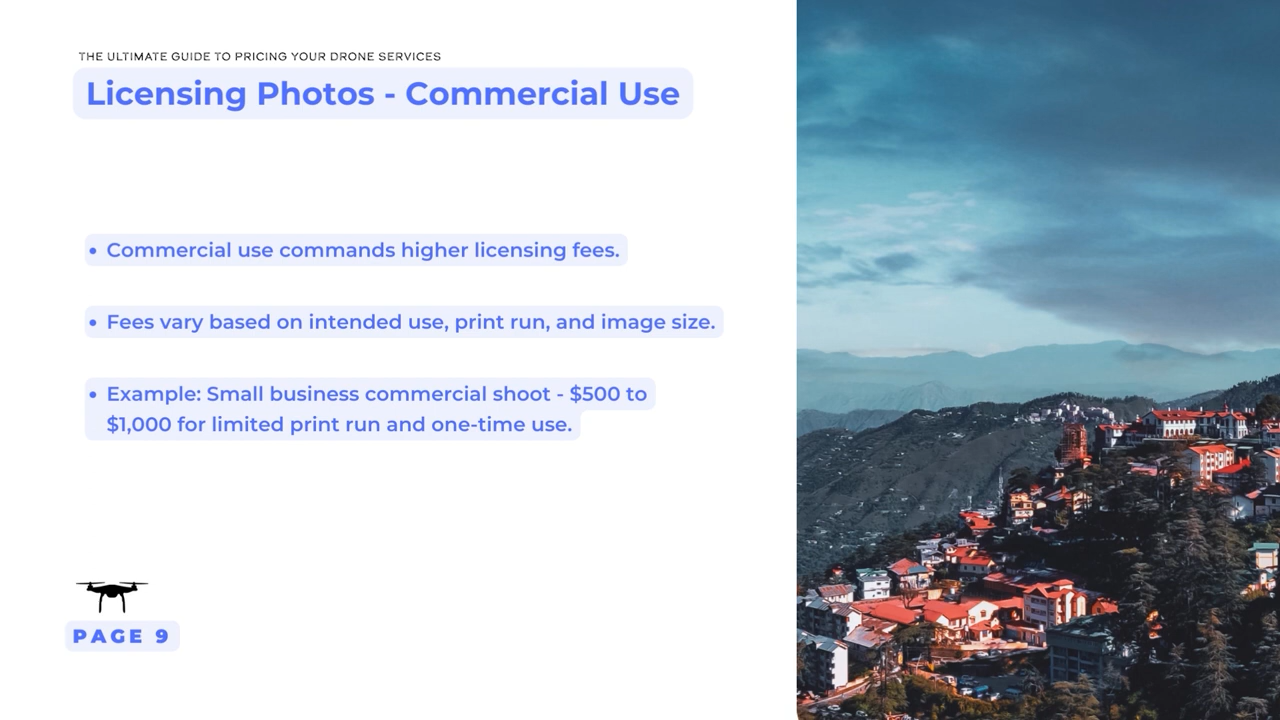 THE ULTIMATE GUIDE TO PRICING YOUR DRONE SERVICES
Licensing Photos - Commercial Use
• Commercial use commands higher licensing fees.
• Fees vary based on intended use, print run, and image size.
• Example: Small business commercial shoot - $500 to
$1,000 for limited print run and one-time use.
PAGE 9